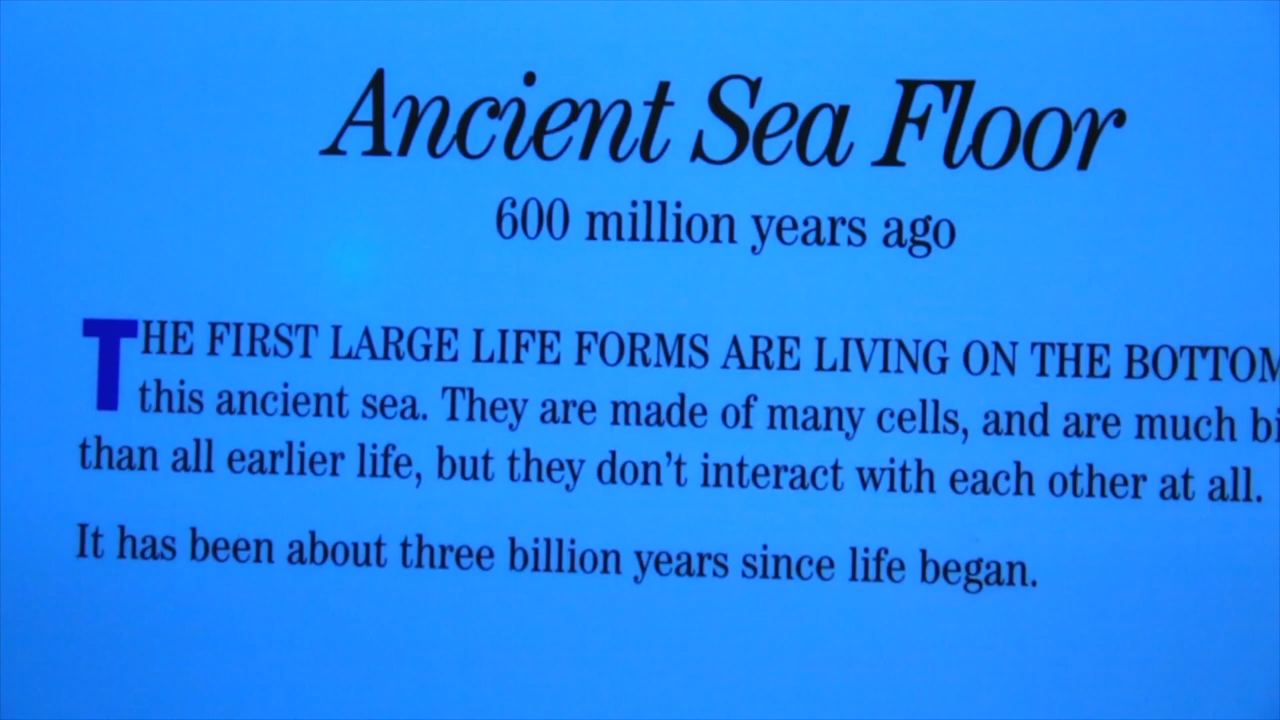 Ancient Sea Floor
600 million years ago
THE FIRST LARGE LIFE FORMS ARE LIVING ON THE BOTTOM
this ancient sea. They are made of many cells, and are much
than all earlier life, but they don't interact with each other at all.
It has been about three billion years since life began.